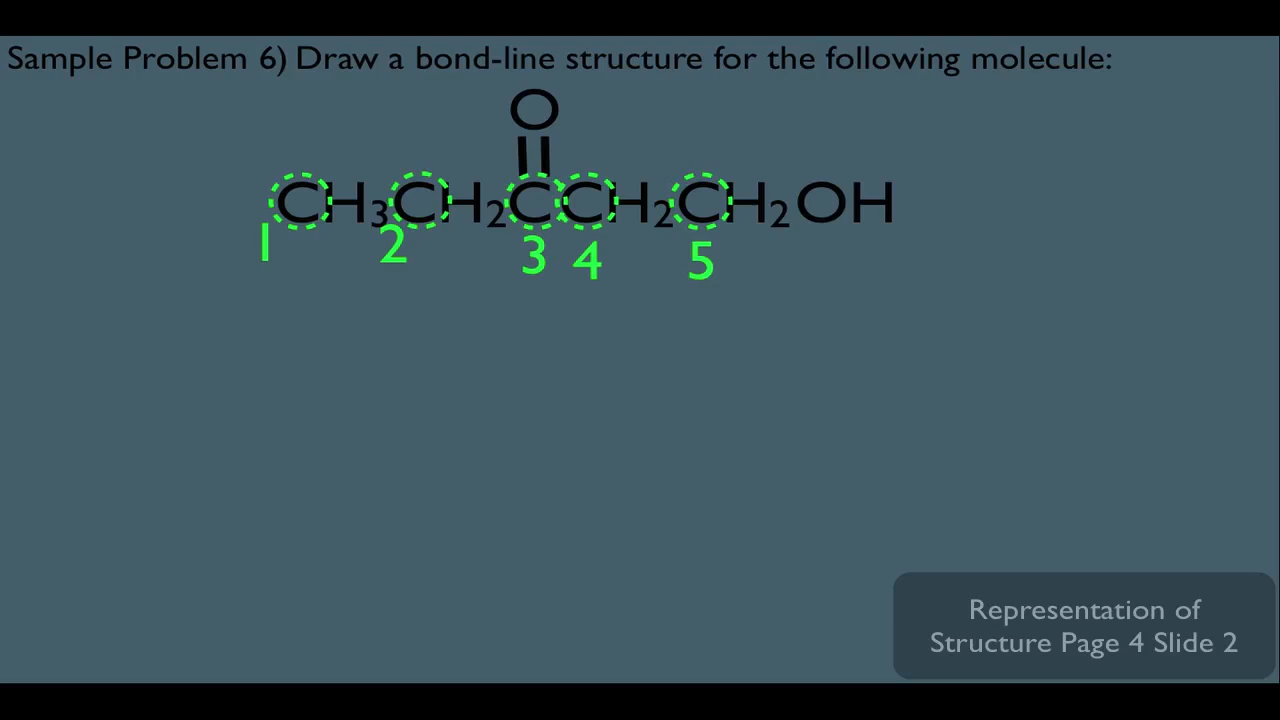 Sample Problem 6) Draw a bond-line structure for the following molecule:
O
CH₃CH₂CCH₂CH₂OH
1 2 3 4 5
Representation of
Structure Page 4 Slide 2